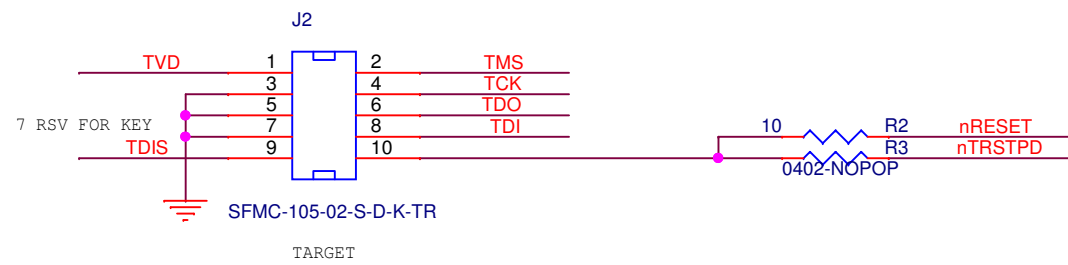 J2
TVD 1 2 TMS
3 4 TCK
5 6 TDO
7 RSV FOR KEY 7 8 TDI 10 R2 nRESET
TDIS 9 10 R3 nTRSTPD
0402-NOPOP
SFMC-105-02-S-D-K-TR
TARGET